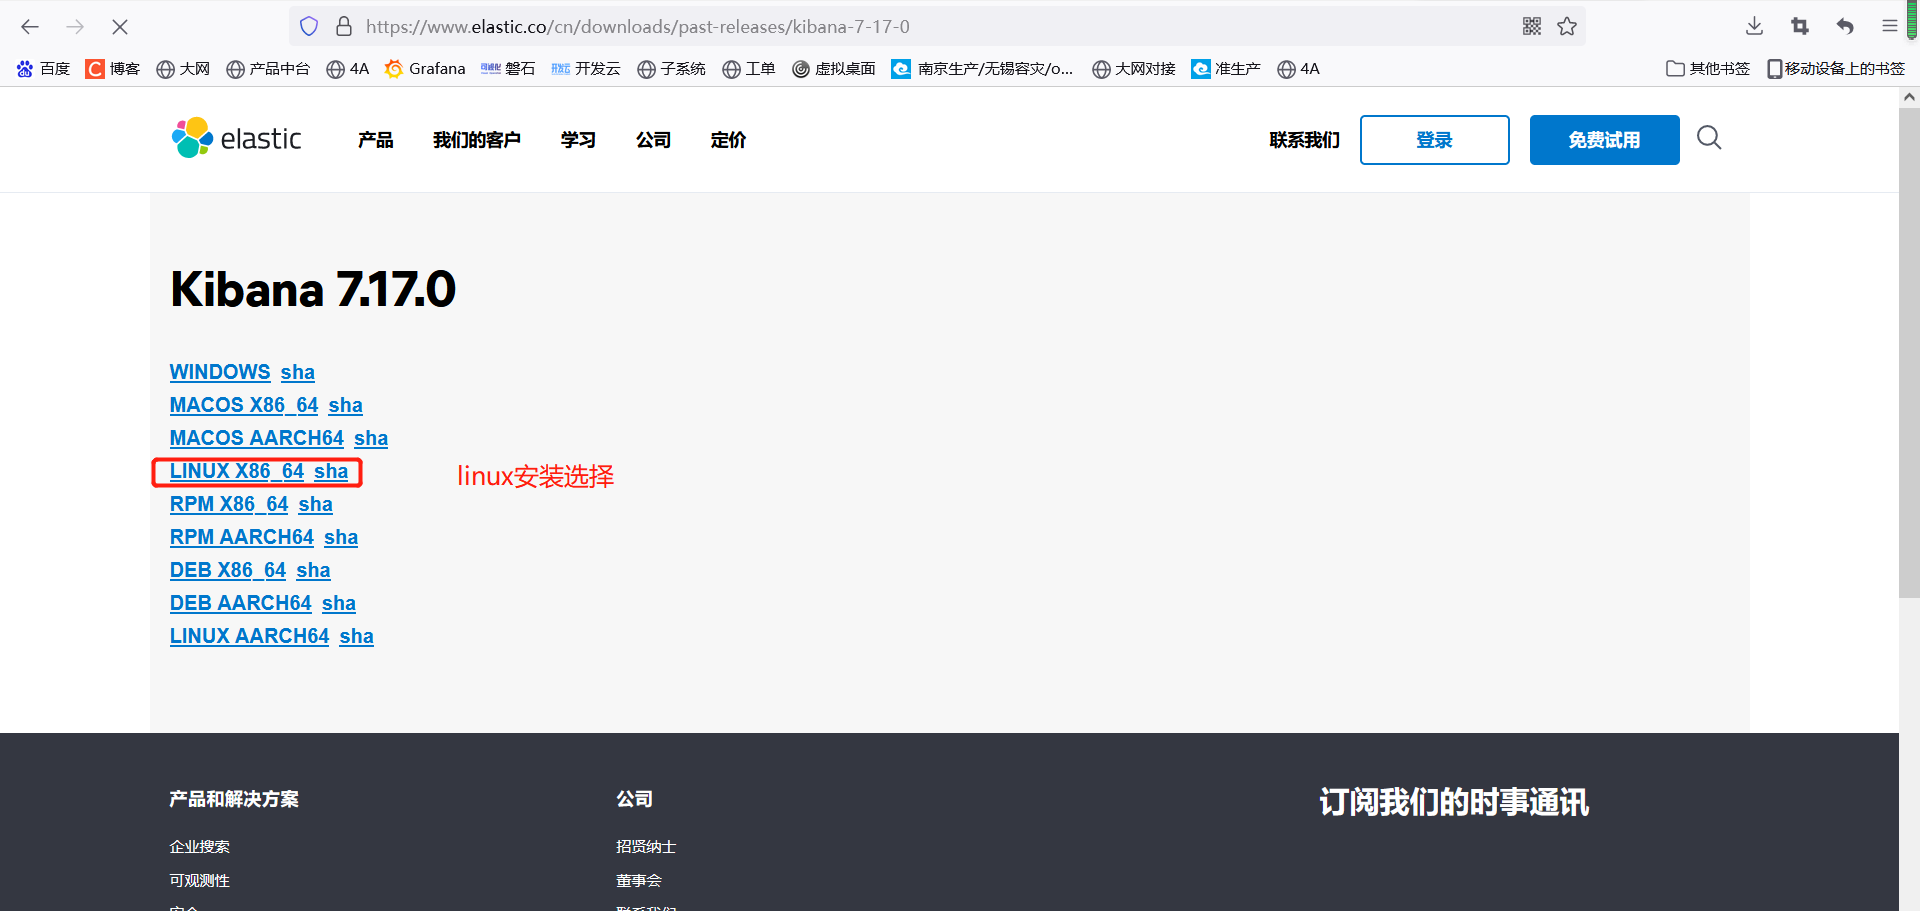 https://www.elastic.co/cn/downloads/past-releases/kibana-7-17-0
百度 C 博客 大网 产品中台 4A Grafana 磐石 开发云 子系统 工单 虚拟桌面 南京生产/无锡容灾/o... 大网对接 准生产 4A 其他书签 移动设备上的书签
elastic 产品 我们的客户 学习 公司 定价 联系我们 登录 免费试用
Kibana 7.17.0
WINDOWS sha
MACOS X86_64 sha
MACOS AARCH64 sha
LINUX X86_64 sha linux安装选择
RPM X86_64 sha
RPM AARCH64 sha
DEB X86_64 sha
DEB AARCH64 sha
LINUX AARCH64 sha
产品和解决方案 公司 订阅我们的时事通讯
企业搜索 招贤纳士
可观测性 董事会